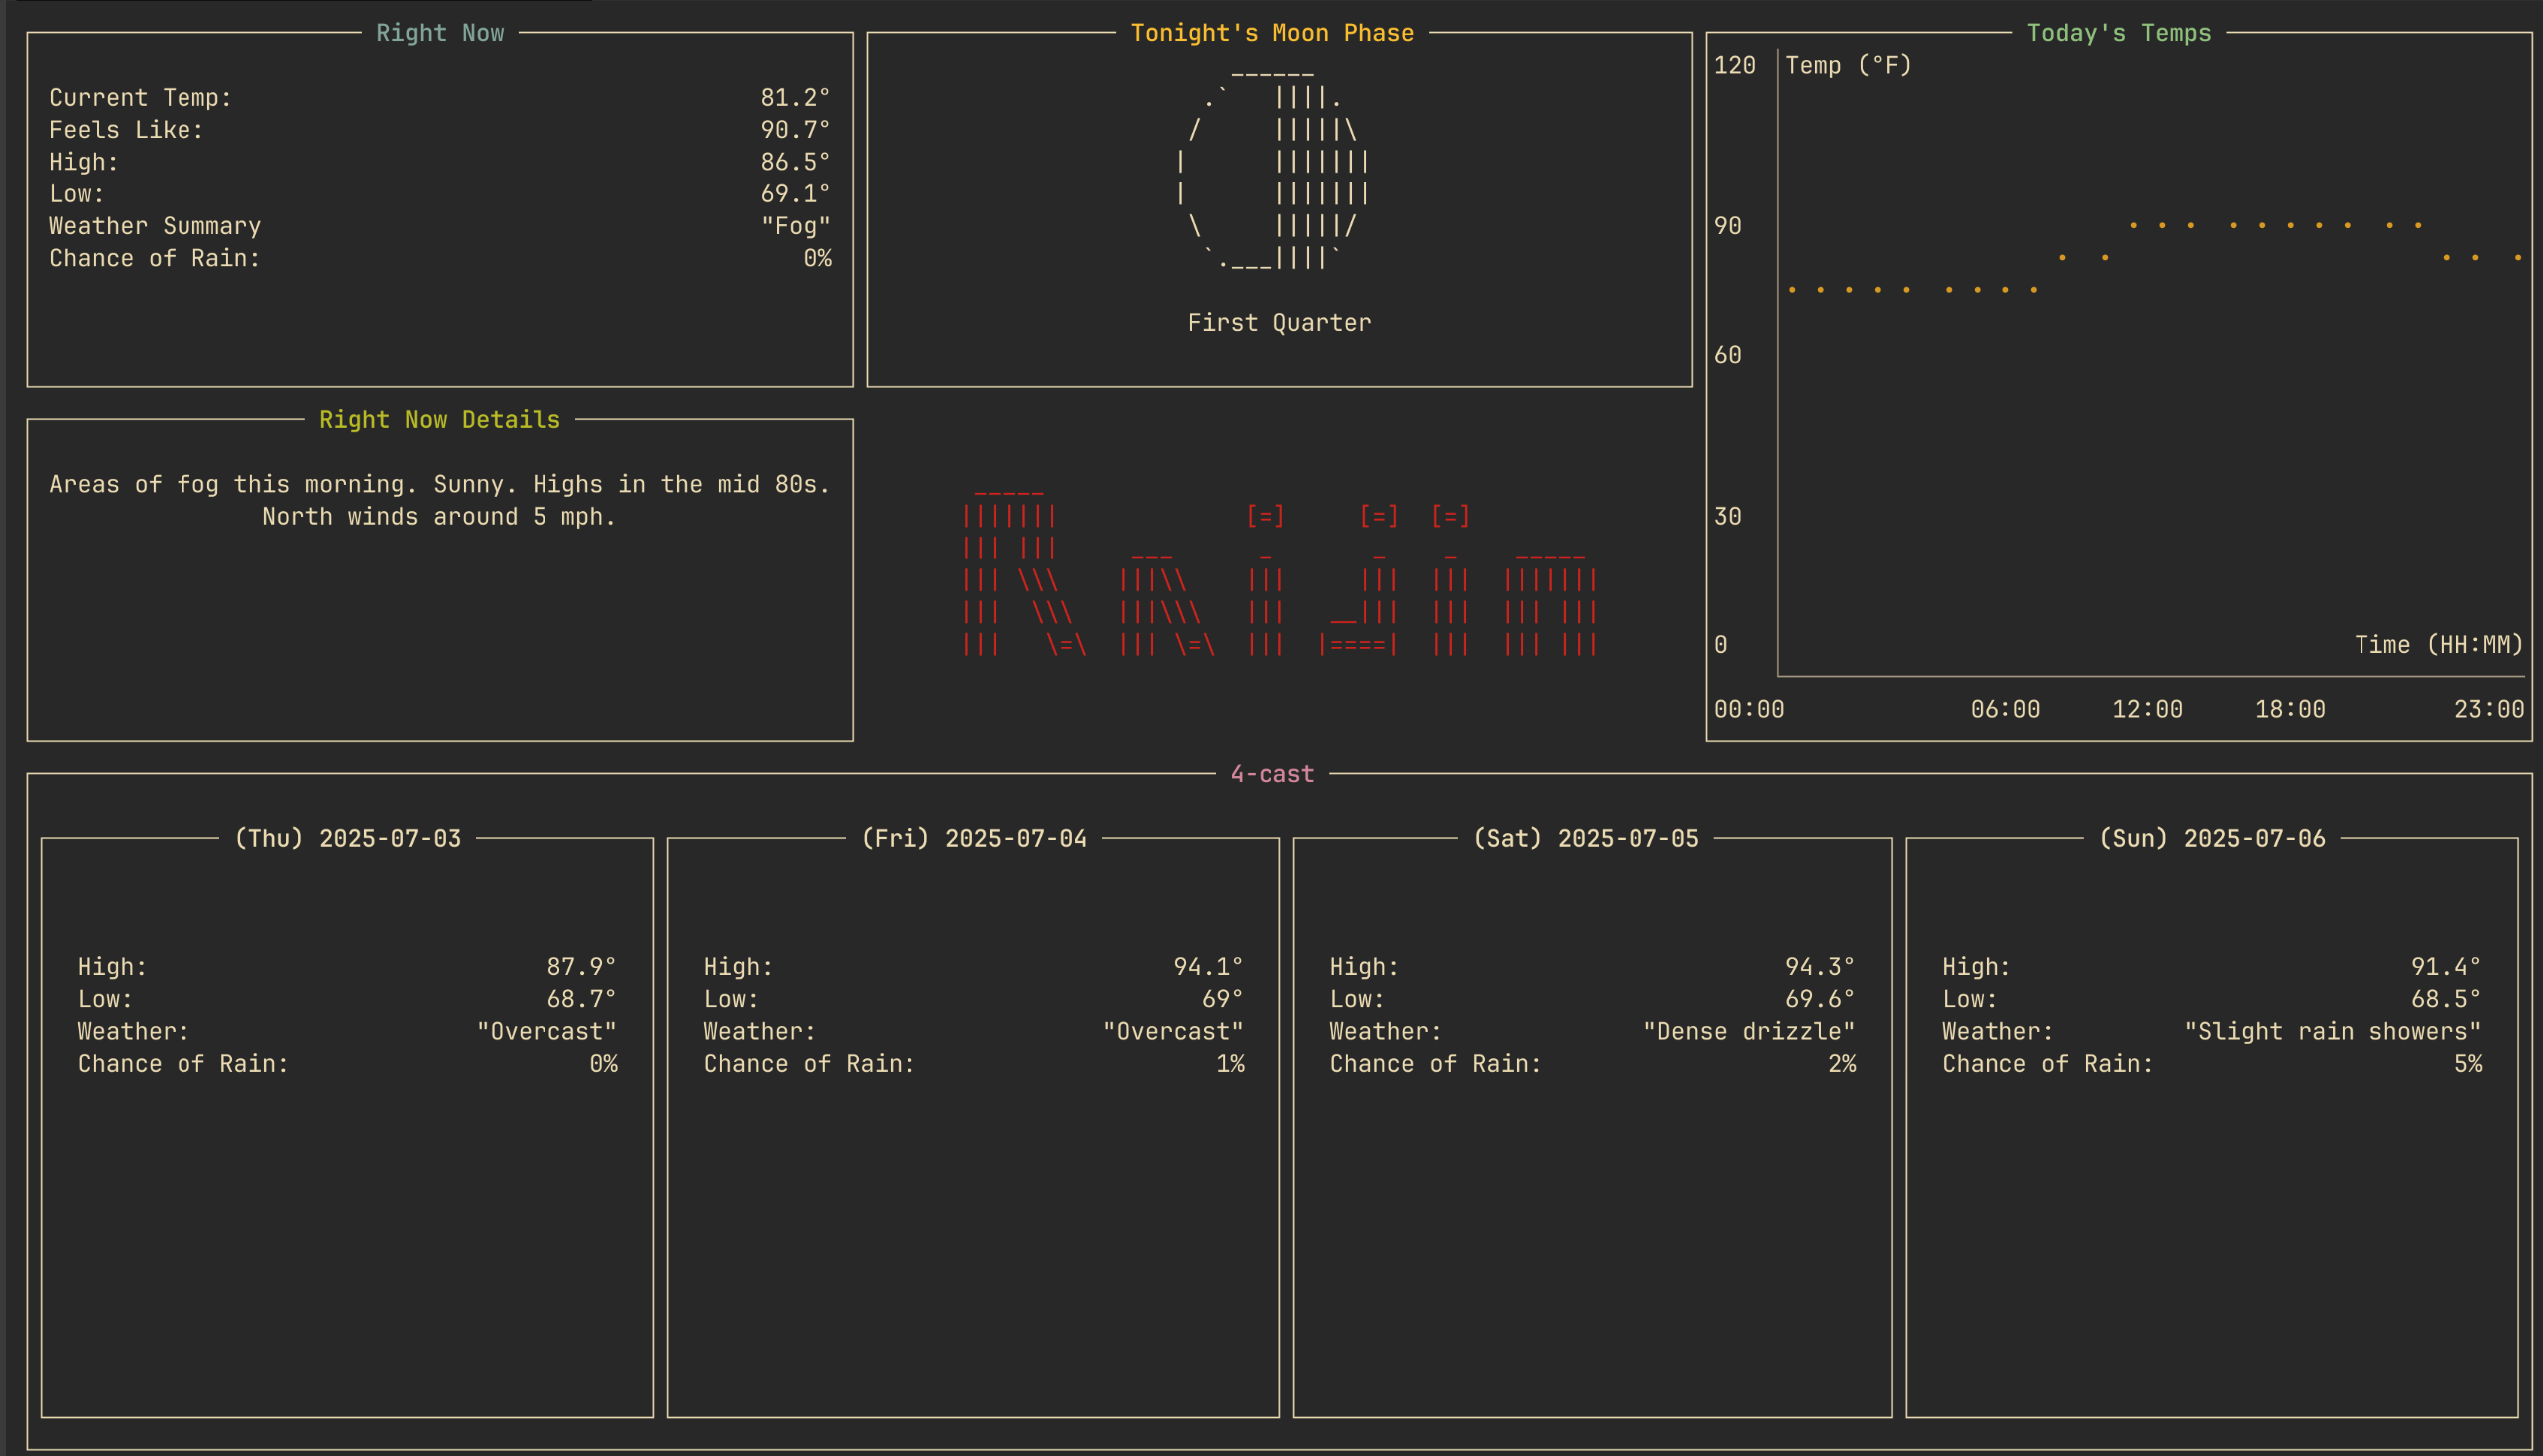 Right Now
Current Temp: 81.2°
Feels Like: 90.7°
High: 86.5°
Low: 69.1°
Weather Summary "Fog"
Chance of Rain: 0%
Tonight's Moon Phase
First Quarter
Today's Temps
120
Temp (°F)
90
60
30
0
Time (HH:MM)
00:00 06:00 12:00 18:00 23:00
Right Now Details
Areas of fog this morning. Sunny. Highs in the mid 80s.
North winds around 5 mph.
4-cast
(Thu) 2025-07-03
High: 87.9°
Low: 68.7°
Weather: "Overcast"
Chance of Rain: 0%
(Fri) 2025-07-04
High: 94.1°
Low: 69°
Weather: "Overcast"
Chance of Rain: 1%
(Sat) 2025-07-05
High: 94.3°
Low: 69.6°
Weather: "Dense drizzle"
Chance of Rain: 2%
(Sun) 2025-07-06
High: 91.4°
Low: 68.5°
Weather: "Slight rain showers"
Chance of Rain: 5%